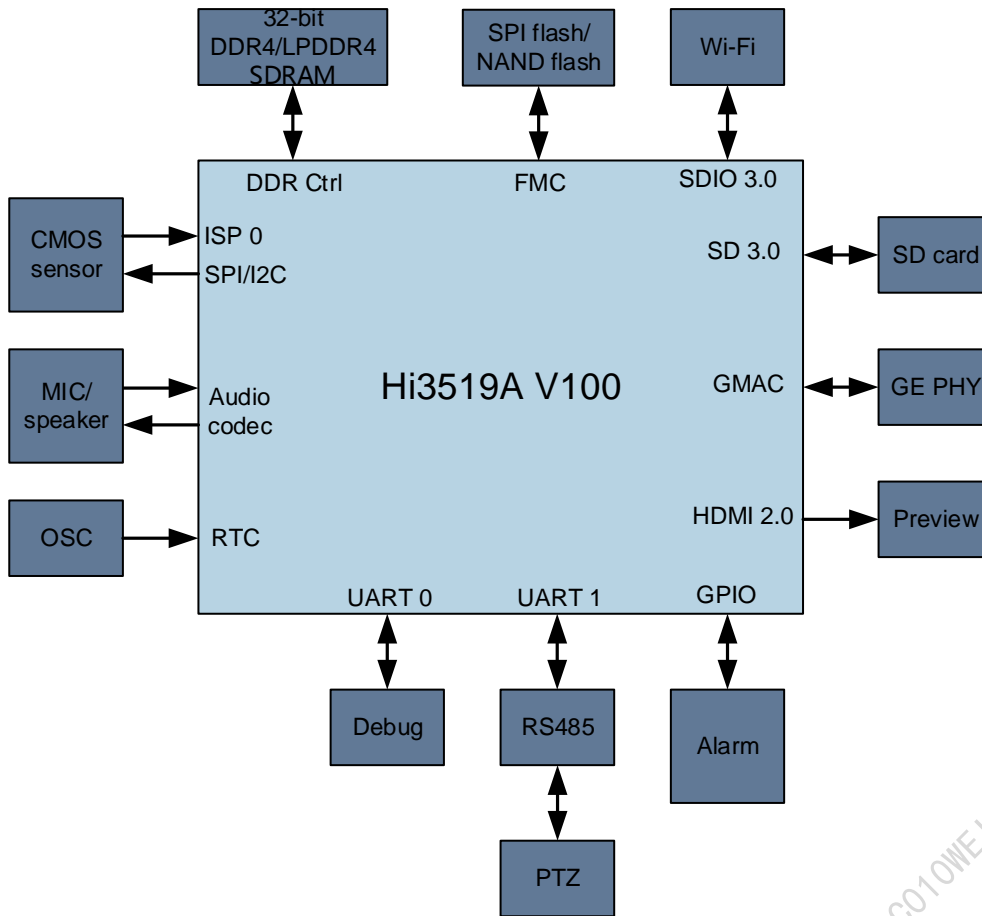 32-bit
DDR4/LPDDR4
SDRAM
SPI flash/
NAND flash
Wi-Fi
DDR Ctrl
FMC
SDIO 3.0
CMOS
sensor
ISP 0
SPI/I2C
SD 3.0
SD card
MIC/
speaker
Audio
codec
Hi3519A V100
GMAC
GE PHY
OSC
RTC
HDMI 2.0
Preview
UART 0
UART 1
GPIO
Debug
RS485
Alarm
PTZ